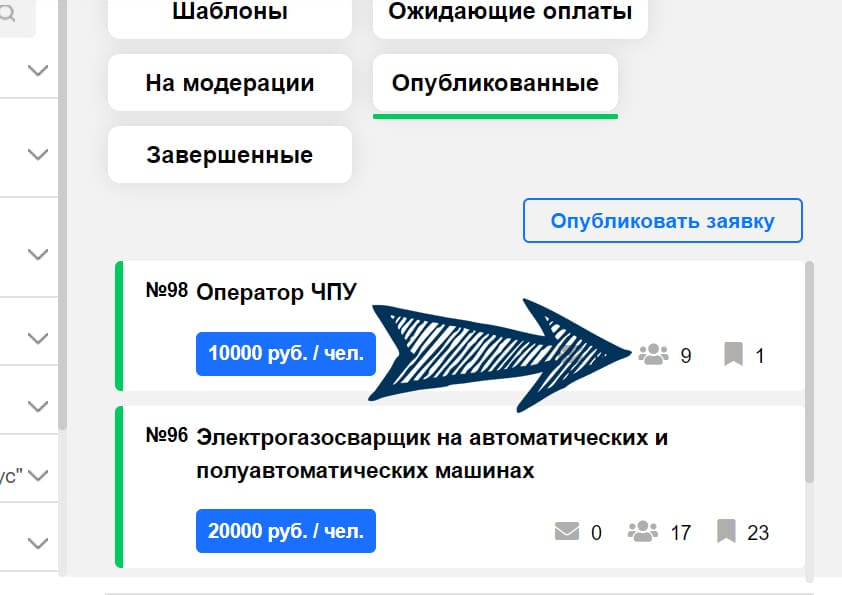 Шаблоны
Ожидающие оплаты
На модерации
Опубликованные
Завершенные
Опубликовать заявку
№98 Оператор ЧПУ
10000 руб. / чел.
9
1
№96 Электрогазосварщик на автоматических и
полуавтоматических машинах
20000 руб. / чел.
0
17
23